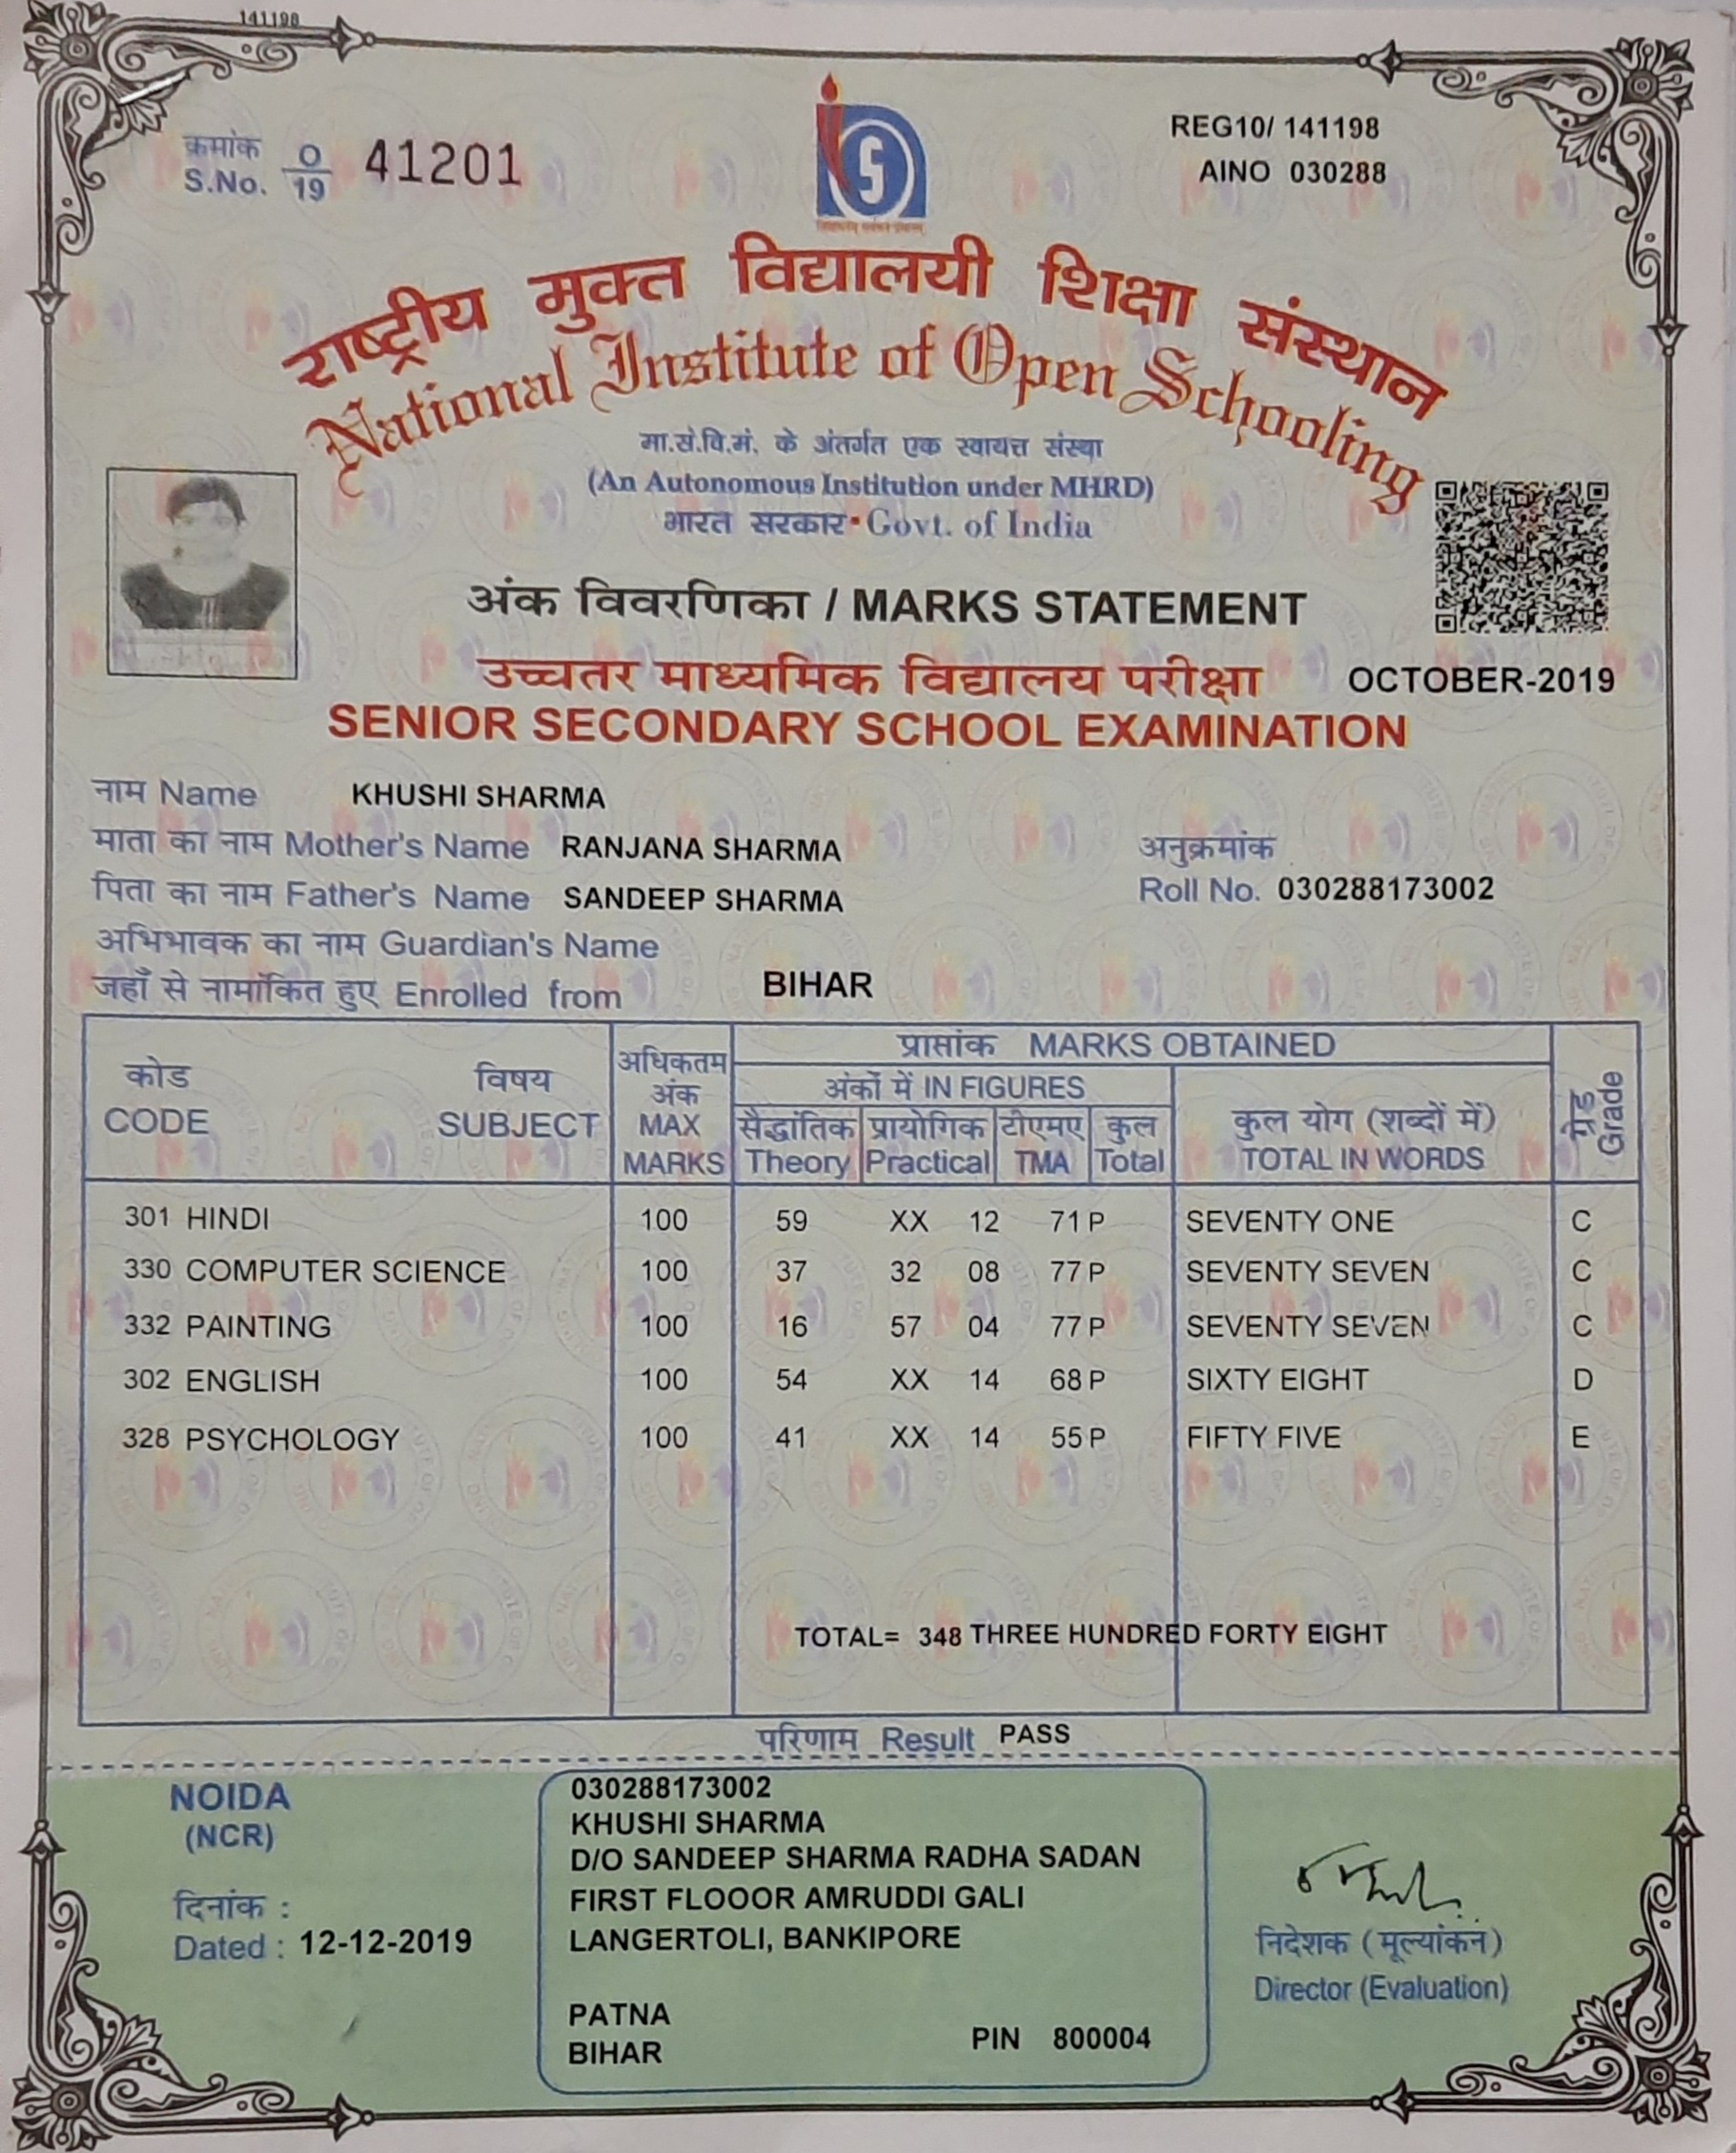 141198
क्रमांक O
S.No. 19 41201
REG10/ 141198
AINO 030288
राष्ट्रीय मुक्त विद्यालयी शिक्षा संस्थान
National Institute of Open Schooling
मा.सं.वि.मं. के अंतर्गत एक स्वायत्त संस्था
(An Autonomous Institution under MHRD)
भारत सरकार Govt. of India
अंक विवरणिका / MARKS STATEMENT
उच्चतर माध्यमिक विद्यालय परीक्षा OCTOBER-2019
SENIOR SECONDARY SCHOOL EXAMINATION
नाम Name KHUSHI SHARMA
माता का नाम Mother's Name RANJANA SHARMA अनुक्रमांक
पिता का नाम Father's Name SANDEEP SHARMA Roll No. 030288173002
अभिभावक का नाम Guardian's Name
जहाँ से नामांकित हुए Enrolled from BIHAR
प्राप्तांक MARKS OBTAINED
कोड विषय अधिकतम अंकों में IN FIGURES ग्रेड
अंक
CODE SUBJECT MAX सैद्धांतिक प्रायोगिक टीएमए कुल कुल योग (शब्दों में) Grade
MARKS Theory Practical TMA Total TOTAL IN WORDS
301 HINDI 100 59 XX 12 71 P SEVENTY ONE C
330 COMPUTER SCIENCE 100 37 32 08 77 P SEVENTY SEVEN C
332 PAINTING 100 16 57 04 77 P SEVENTY SEVEN C
302 ENGLISH 100 54 XX 14 68 P SIXTY EIGHT D
328 PSYCHOLOGY 100 41 XX 14 55 P FIFTY FIVE E
TOTAL= 348 THREE HUNDRED FORTY EIGHT
परिणाम Result PASS
NOIDA
(NCR)
दिनांक :
Dated : 12-12-2019
030288173002
KHUSHI SHARMA
D/O SANDEEP SHARMA RADHA SADAN
FIRST FLOOOR AMRUDDI GALI
LANGERTOLI, BANKIPORE
PATNA
BIHAR PIN 800004
निदेशक (मूल्यांकन)
Director (Evaluation)